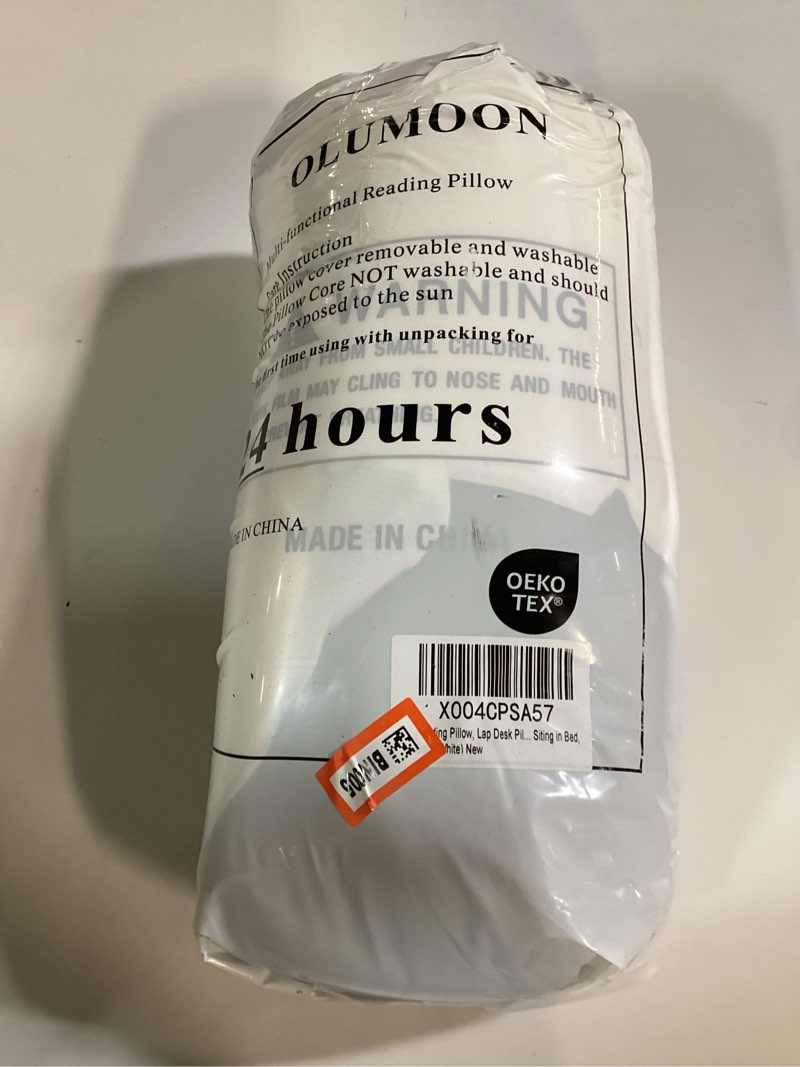 OLUMOON
Multi-functional Reading Pillow
Care Instruction
Pillow cover removable and washable
Pillow Core NOT washable and should
NOT be exposed to the sun
first time using with unpacking for
24 hours
WARNING
AWAY FROM SMALL CHILDREN. THE
FILM MAY CLING TO NOSE AND MOUTH
IN CHINA
MADE IN CHINA
OEKO
TEX®
X004CPSA57
Pillow, Lap Desk Pil... Siting in Bed,
White) New